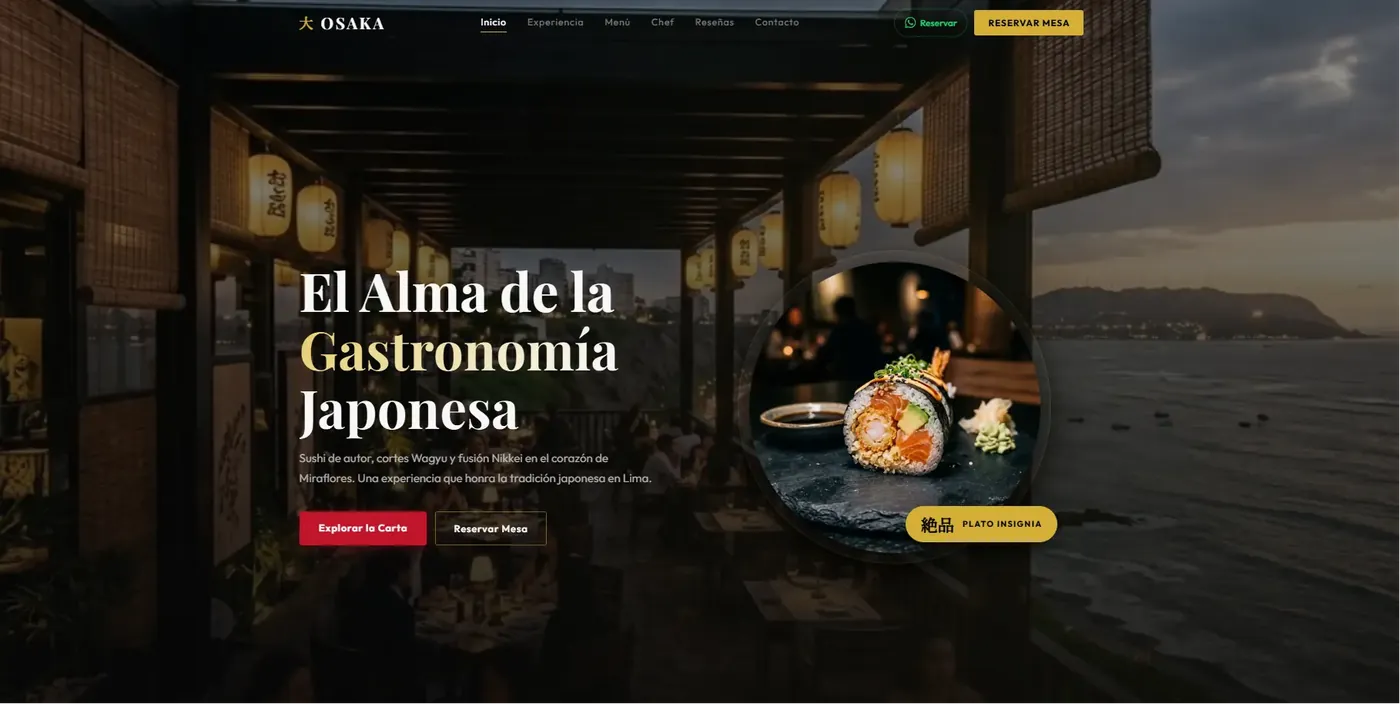 大 OSAKA
Inicio Experiencia Menú Chef Reseñas Contacto
Reservar
RESERVAR MESA
El Alma de la
Gastronomía
Japonesa
Sushi de autor, cortes Wagyu y fusión Nikkei en el corazón de
Miraflores. Una experiencia que honra la tradición japonesa en Lima.
Explorar la Carta
Reservar Mesa
絶品 PLATO INSIGNIA